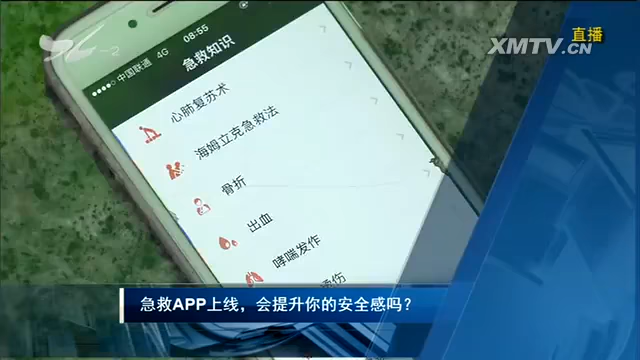 XMTV.CN
直播
中国联通 4G
08:55
急救知识
心肺复苏术
海姆立克急救法
骨折
出血
哮喘发作
急救APP上线，会提升你的安全感吗？